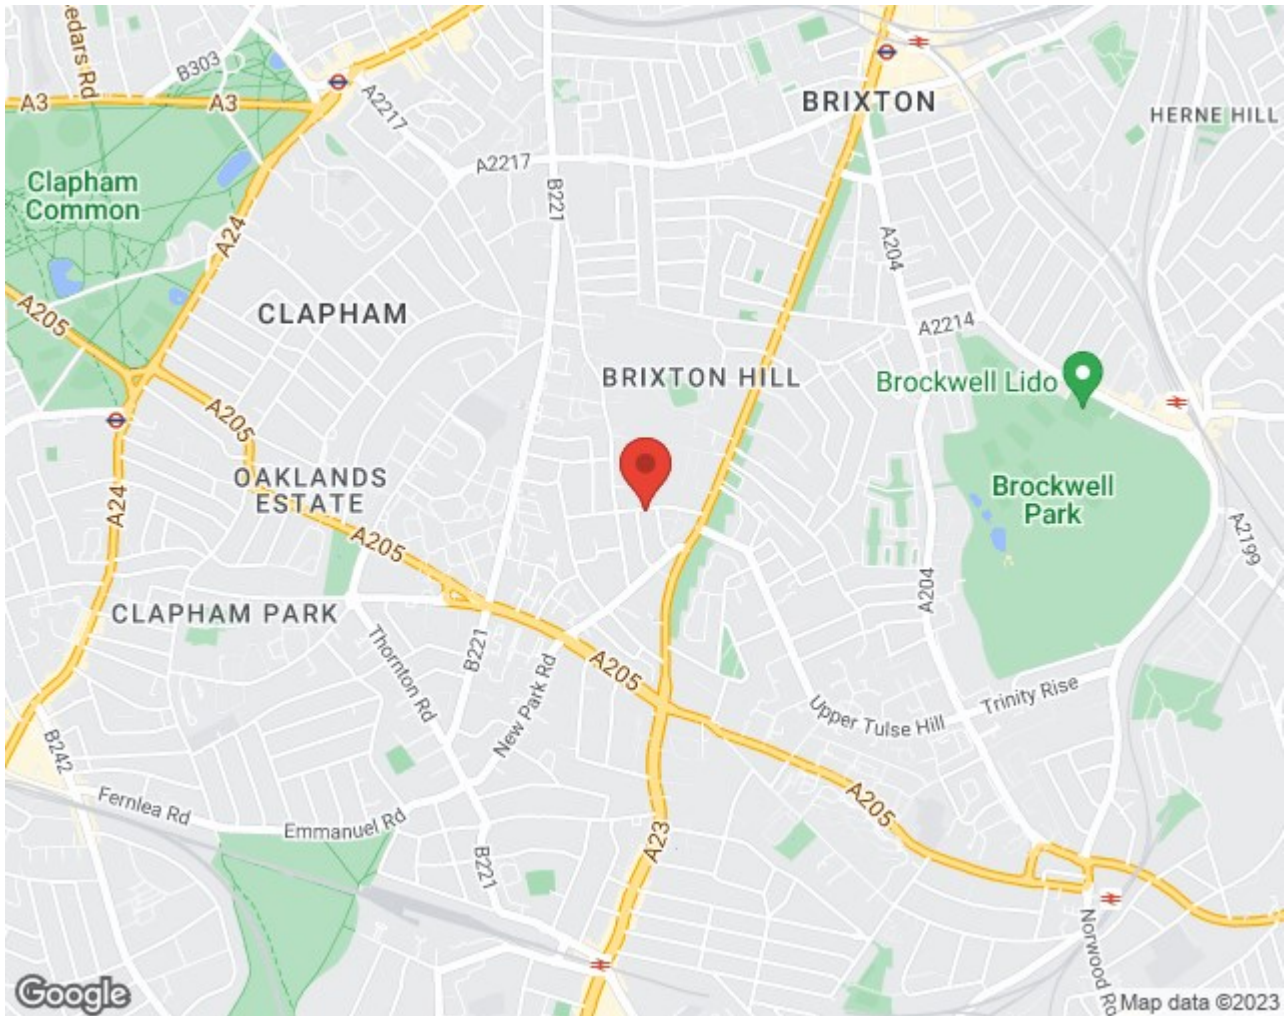 edars Rd
B303
A3
A3
A2217
BRIXTON
HERNE HILL
A2217
Clapham
Common
B221
A24
A204
A205
CLAPHAM
A2214
BRIXTON HILL
Brockwell Lido
A205
OAKLANDS
ESTATE
Brockwell
Park
A24
A205
A2199
A204
CLAPHAM PARK
Thornton Rd
B221
A205
New Park Rd
Upper Tulse Hill
Trinity Rise
B242
Fernlea Rd
Emmanuel Rd
A205
A23
B221
Norwood Rd
Google
Map data ©2023